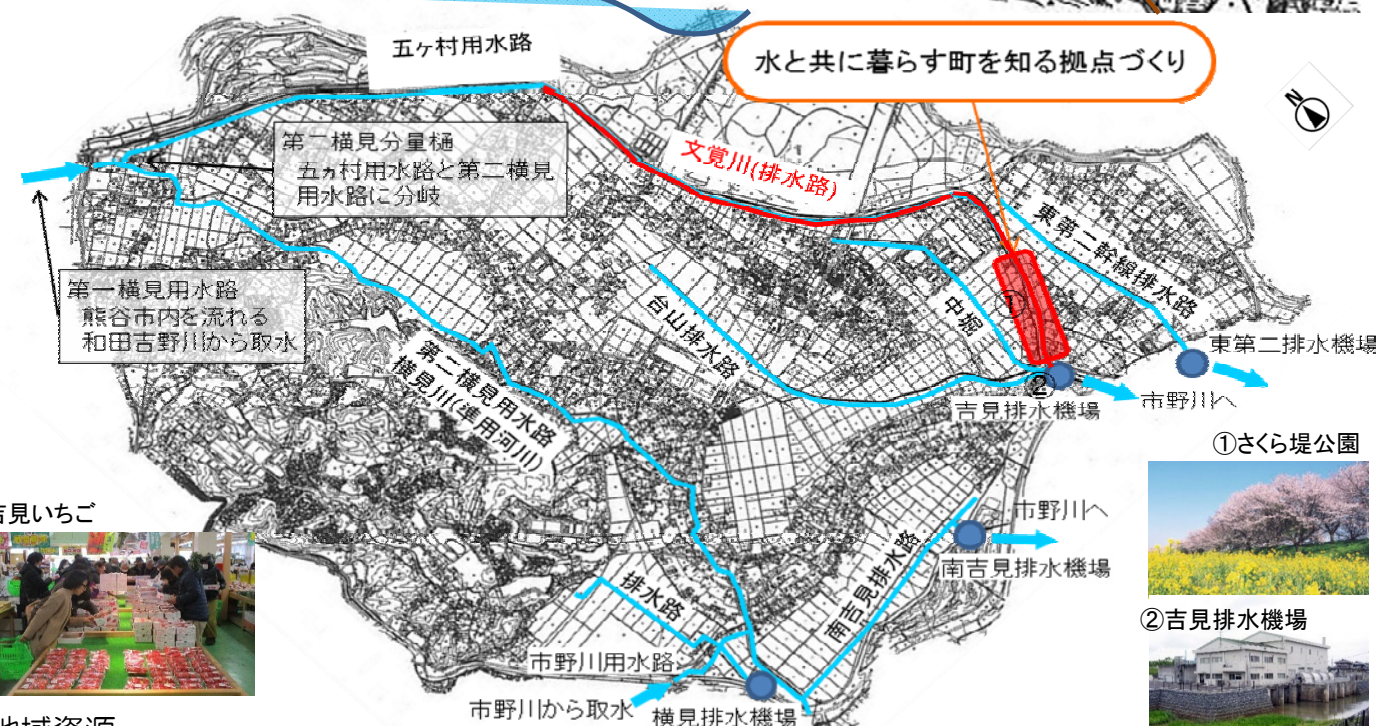 五ヶ村用水路
水と共に暮らす町を知る拠点づくり
N
第二横見分量樋
五ヵ村用水路と第二横見
用水路に分岐
文覚川(排水路)
東第二幹線排水路
第一横見用水路
熊谷市内を流れる
和田吉野川から取水
台山排水路
中堀
①
②
東第二排水機場
吉見排水機場
市野川へ
第二横見用水路
横見川(準用河川)
①さくら堤公園
吉見いちご
市野川へ
南吉見排水機場
南吉見排水路
排水路
②吉見排水機場
市野川用水路
市野川から取水
横見排水機場
地域資源